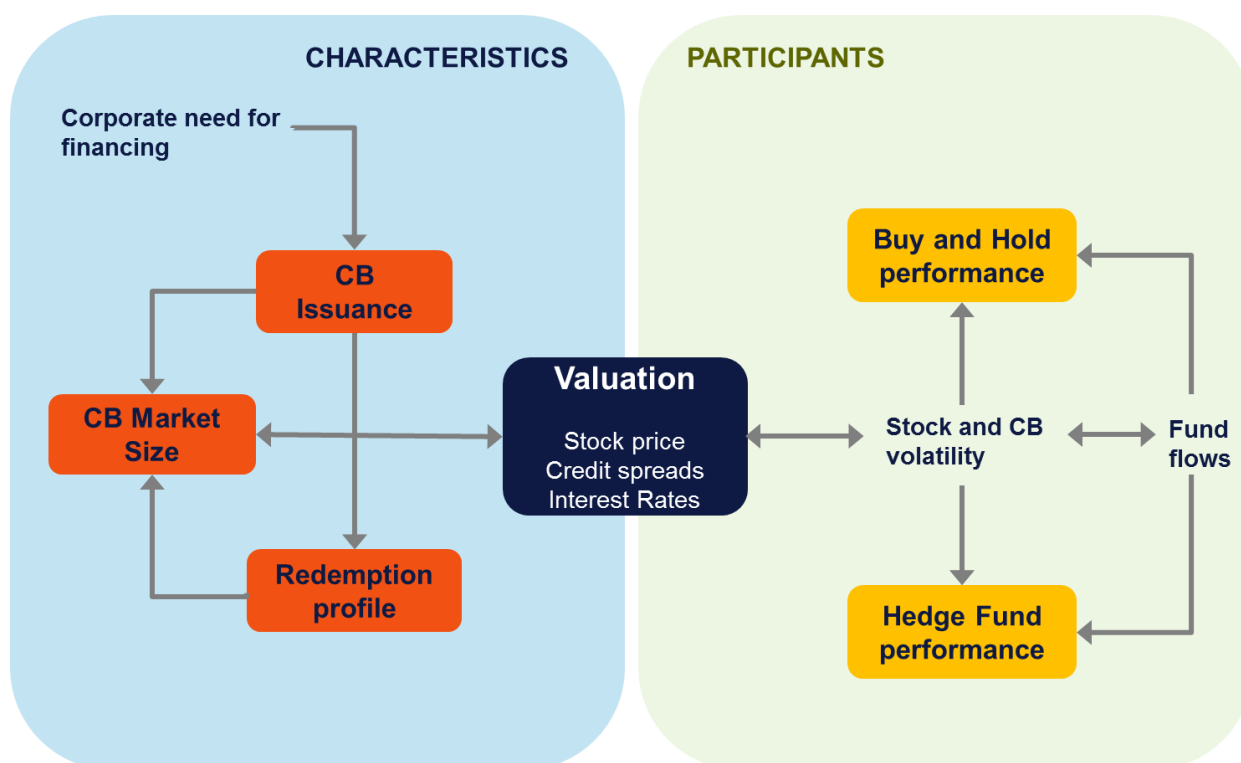 CHARACTERISTICS
PARTICIPANTS
Corporate need for
financing
CB
Issuance
CB Market
Size
Redemption
profile
Valuation
Stock price
Credit spreads
Interest Rates
Buy and Hold
performance
Stock and CB
volatility
Fund
flows
Hedge Fund
performance